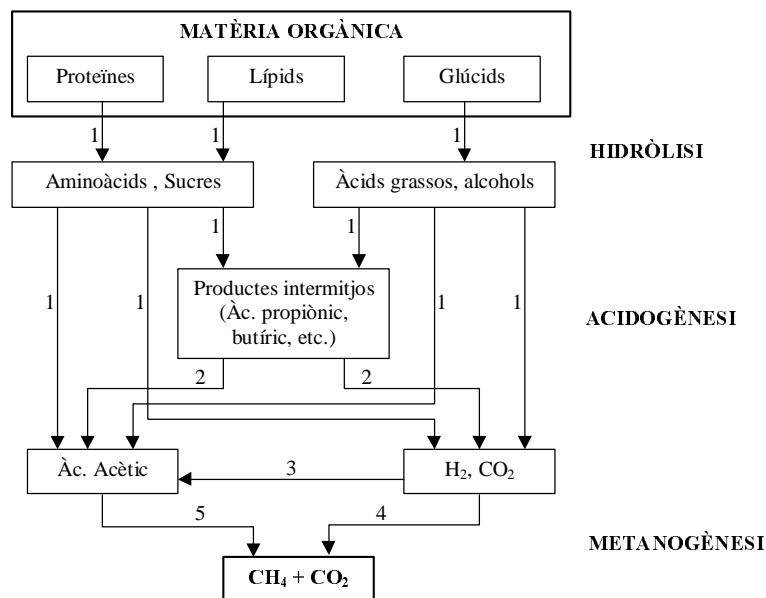 MATÈRIA ORGÀNICA
Proteïnes
Lípids
Glúcids
1
1
1
HIDRÒLISI
Aminoàcids , Sucres
Àcids grassos, alcohols
1
1
Productes intermitjos
(Àc. propiònic,
butíric, etc.)
1
1
1
1
ACIDOGÈNESI
2
2
Àc. Acètic
3
H₂, CO₂
5
4
METANOGÈNESI
CH₄ + CO₂